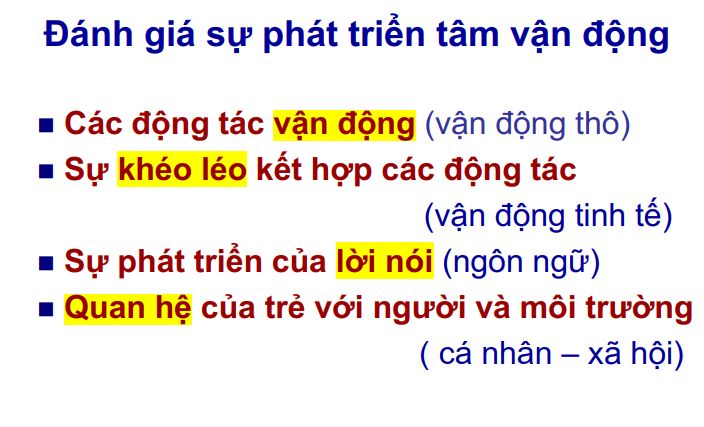 Đánh giá sự phát triển tâm vận động
■ Các động tác vận động (vận động thô)
■ Sự khéo léo kết hợp các động tác
(vận động tinh tế)
■ Sự phát triển của lời nói (ngôn ngữ)
■ Quan hệ của trẻ với người và môi trường
( cá nhân – xã hội)